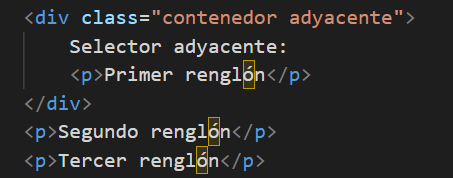 <div class="contenedor adyacente">
Selector adyacente:
<p>Primer renglón</p>
</div>
<p>Segundo renglón</p>
<p>Tercer renglón</p>